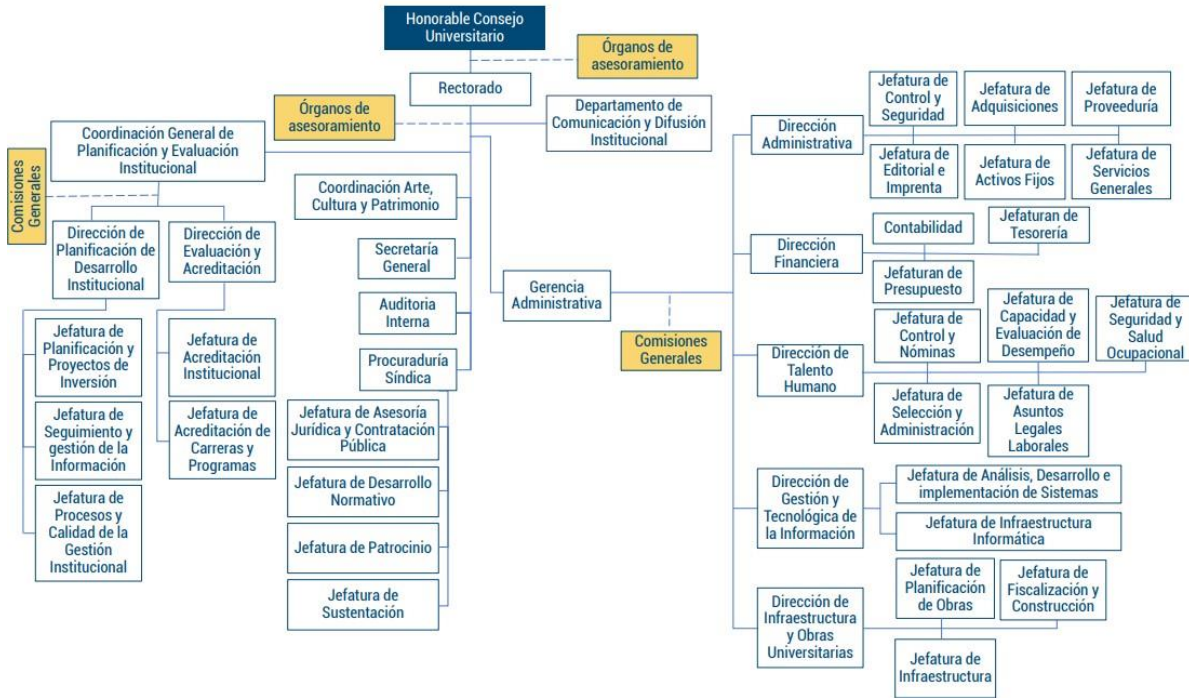 Honorable Consejo
Universitario
Órganos de
asesoramiento
Rectorado
Órganos de
asesoramiento
Departamento de
Comunicación y Difusión
Institucional
Coordinación General de
Planificación y Evaluación
Institucional
Comisiones
Generales
Dirección de
Planificación de
Desarrollo
Institucional
Dirección de
Evaluación y
Acreditación
Jefatura de
Planificación y
Proyectos de
Inversión
Jefatura de
Seguimiento y
gestión de la
Información
Jefatura de
Procesos y
Calidad de la
Gestión
Institucional
Jefatura de
Acreditación
Institucional
Jefatura de
Acreditación de
Carreras y
Programas
Coordinación Arte,
Cultura y Patrimonio
Secretaría
General
Auditoria
Interna
Procuraduría
Síndica
Jefatura de Asesoría
Jurídica y Contratación
Pública
Jefatura de Desarrollo
Normativo
Jefatura de Patrocinio
Jefatura de
Sustentación
Gerencia
Administrativa
Comisiones
Generales
Dirección
Administrativa
Jefatura de
Control y
Seguridad
Jefatura de
Adquisiciones
Jefatura de
Proveeduría
Jefatura de
Editorial e
Imprenta
Jefatura de
Activos Fijos
Jefatura de
Servicios
Generales
Dirección
Financiera
Contabilidad
Jefaturan de
Tesorería
Jefaturan de
Presupuesto
Dirección de
Talento
Humano
Jefatura de
Control y
Nóminas
Jefatura de
Capacidad y
Evaluación de
Desempeño
Jefatura de
Seguridad y
Salud
Ocupacional
Jefatura de
Selección y
Administración
Jefatura de
Asuntos
Legales
Laborales
Dirección de
Gestión y
Tecnológica de
la Información
Jefatura de Análisis, Desarrollo e
implementación de Sistemas
Jefatura de Infraestructura
Informática
Dirección de
Infraestructura
y Obras
Universitarias
Jefatura de
Planificación
de Obras
Jefatura de
Fiscalización y
Construcción
Jefatura de
Infraestructura